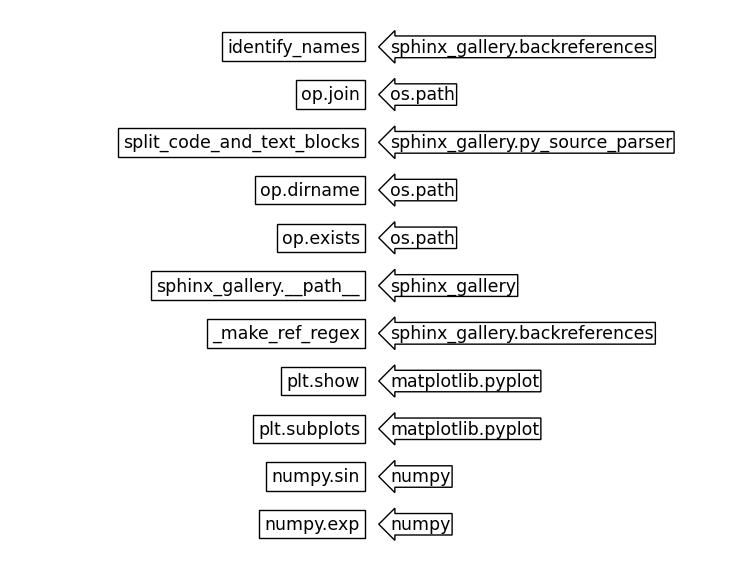 identify_names sphinx_gallery.backreferences
op.join os.path
split_code_and_text_blocks sphinx_gallery.py_source_parser
op.dirname os.path
op.exists os.path
sphinx_gallery.__path__ sphinx_gallery
_make_ref_regex sphinx_gallery.backreferences
plt.show matplotlib.pyplot
plt.subplots matplotlib.pyplot
numpy.sin numpy
numpy.exp numpy